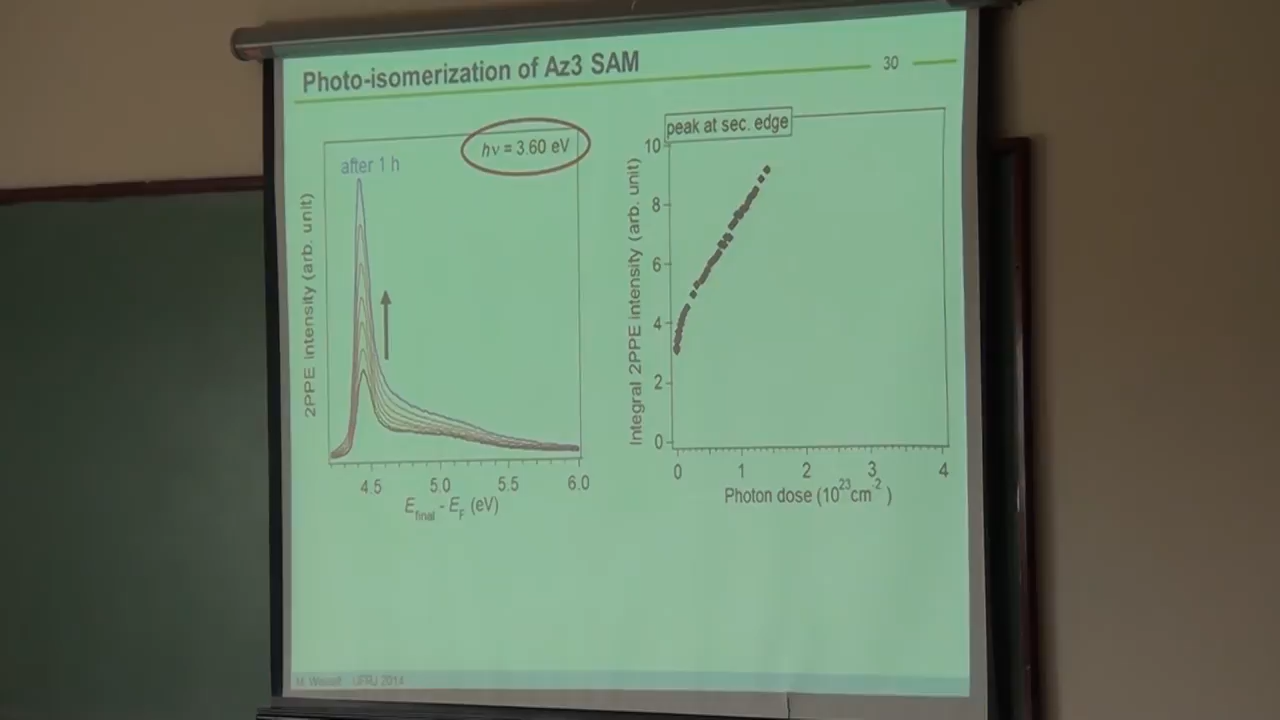 Photo-isomerization of Az3 SAM
30
after 1 h
hν = 3.60 eV
2PPE intensity (arb. unit)
4.5 5.0 5.5 6.0
E_final - E_F (eV)
peak at sec. edge
Integral 2PPE intensity (arb. unit)
10
8
6
4
2
0
0 1 2 3 4
Photon dose (10^23 cm^-2)
UFRJ 2014